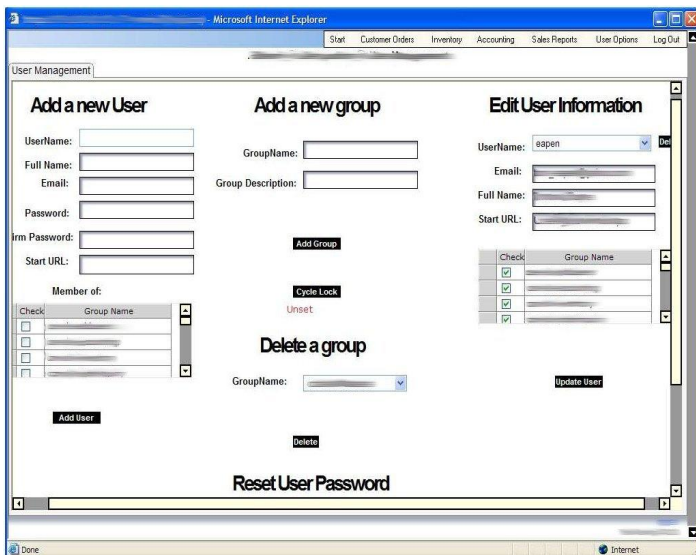 - Microsoft Internet Explorer
Start Customer Orders Inventory Accounting Sales Reports User Options Log Out
User Management
Add a new User
UserName:
Full Name:
Email:
Password:
irm Password:
Start URL:
Member of:
Check Group Name
Add User
Add a new group
GroupName:
Group Description:
Add Group
Cycle Lock
Unset
Delete a group
GroupName:
Delete
Reset User Password
Edit User Information
UserName: eapen Del
Email:
Full Name:
Start URL:
Check Group Name
Update User
Done Internet